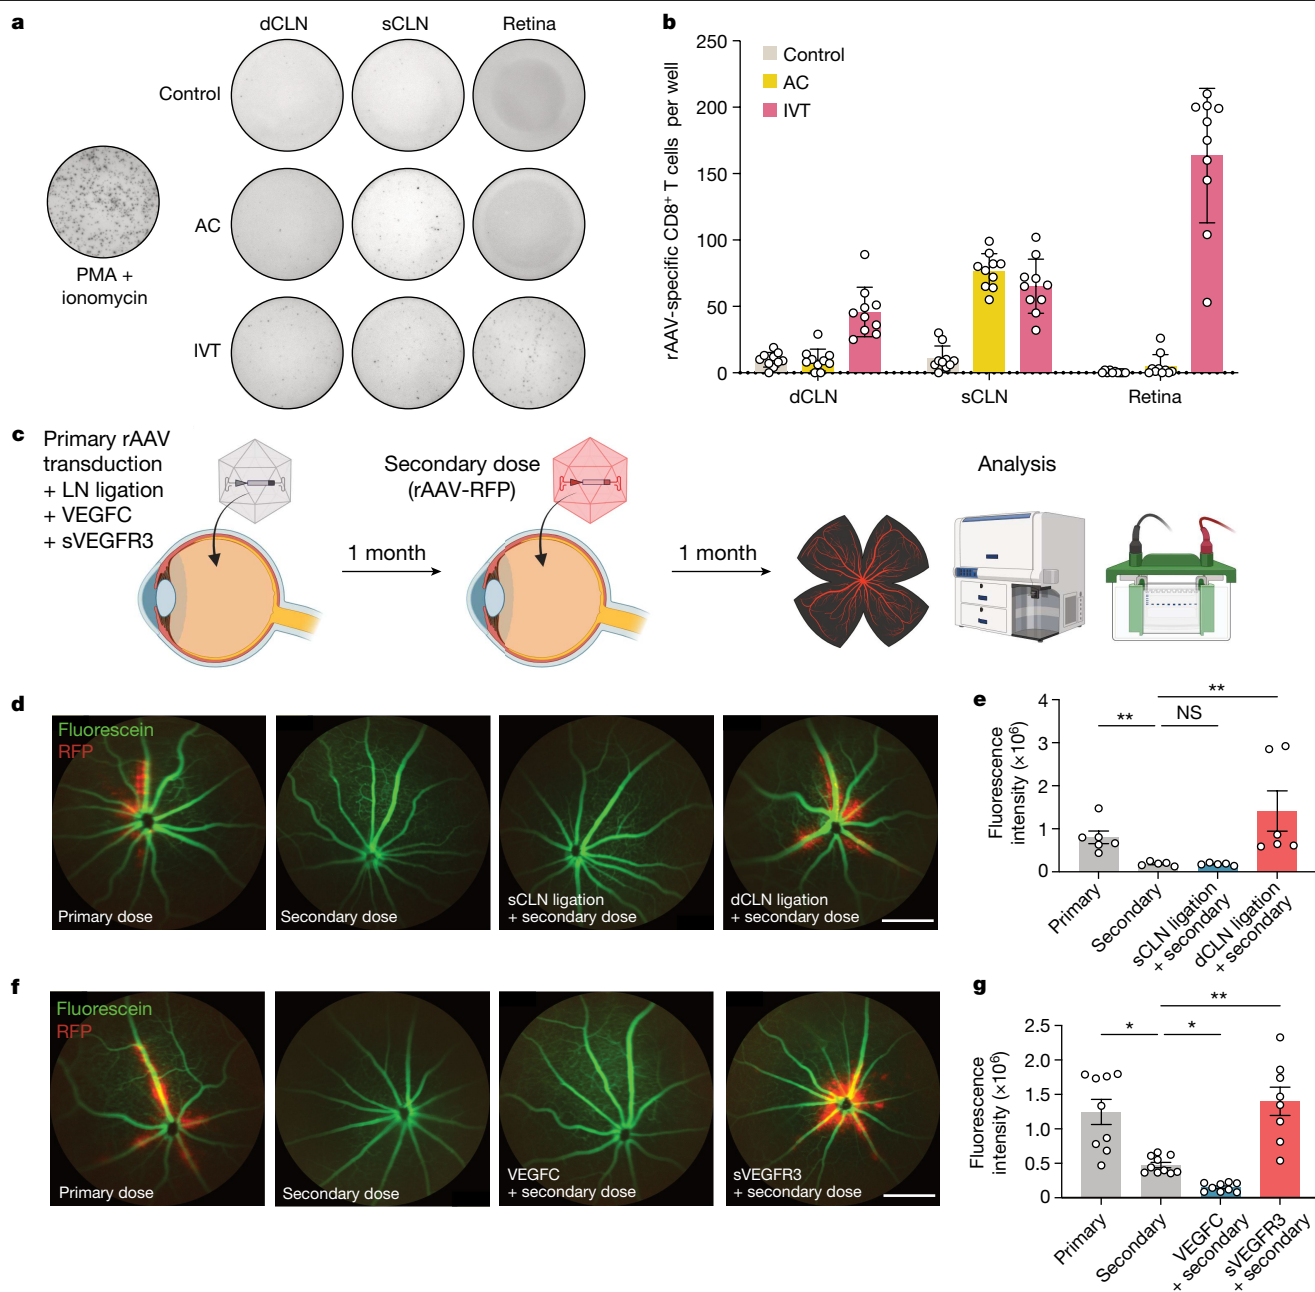 a
dCLN
sCLN
Retina
Control
AC
IVT
PMA +
ionomycin
b
rAAV-specific CD8⁺ T cells per well
250
200
150
100
50
0
Control
AC
IVT
dCLN
sCLN
Retina
c
Primary rAAV
transduction
+ LN ligation
+ VEGFC
+ sVEGFR3
1 month
Secondary dose
(rAAV-RFP)
1 month
Analysis
d
Fluorescein
RFP
Primary dose
Secondary dose
sCLN ligation
+ secondary dose
dCLN ligation
+ secondary dose
e
Fluorescence
intensity (×10⁶)
4
3
2
1
0
**
NS
**
Primary
Secondary
sCLN ligation
+ secondary
dCLN ligation
+ secondary
f
Fluorescein
RFP
Primary dose
Secondary dose
VEGFC
+ secondary dose
sVEGFR3
+ secondary dose
g
Fluorescence
intensity (×10⁶)
2.5
2.0
1.5
1.0
0.5
0
*
*
**
Primary
Secondary
VEGFC
+ secondary
sVEGFR3
+ secondary